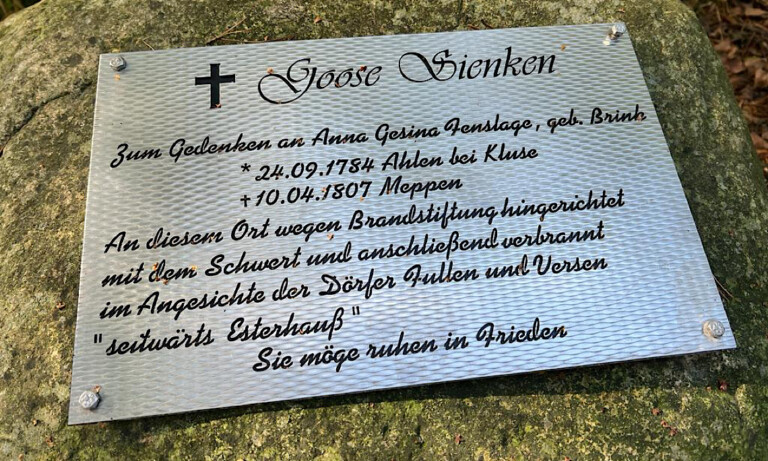 ✝ Goose Sienken
Zum Gedenken an Anna Gesina Fenslage, geb. Brink
* 24.09.1784 Ahlen bei Kluse
✝ 10.04.1807 Meppen
An diesem Ort wegen Brandstiftung hingerichtet
mit dem Schwert und anschließend verbrannt
im Angesichte der Dörfer Fullen und Versen
"seitwärts Esterhauß"
Sie möge ruhen in Frieden